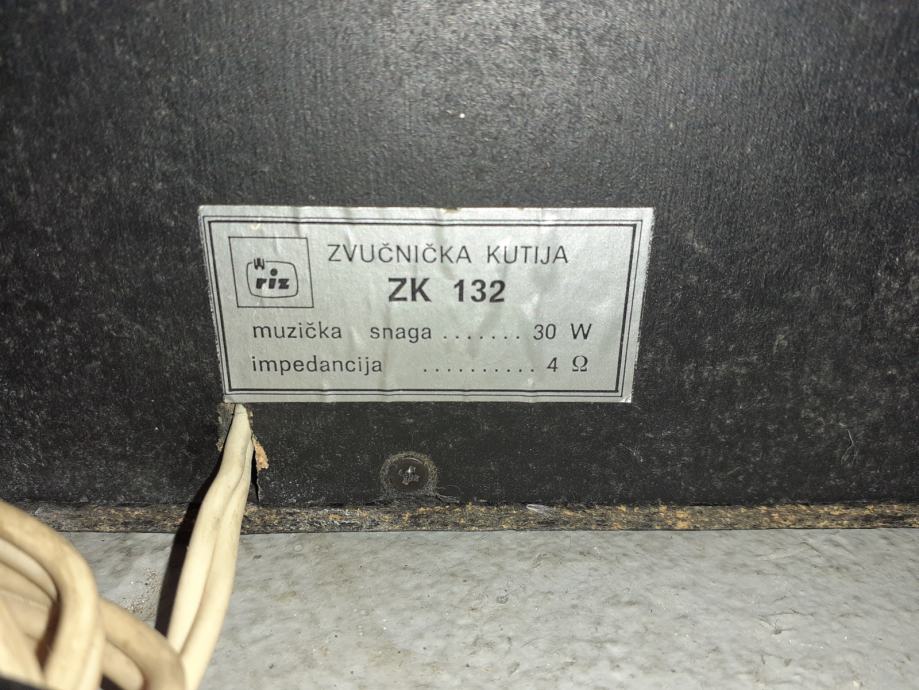 riz
ZVUČNIČKA KUTIJA
ZK 132
muzička snaga ....... 30 W
impedancija .......... 4 Ω